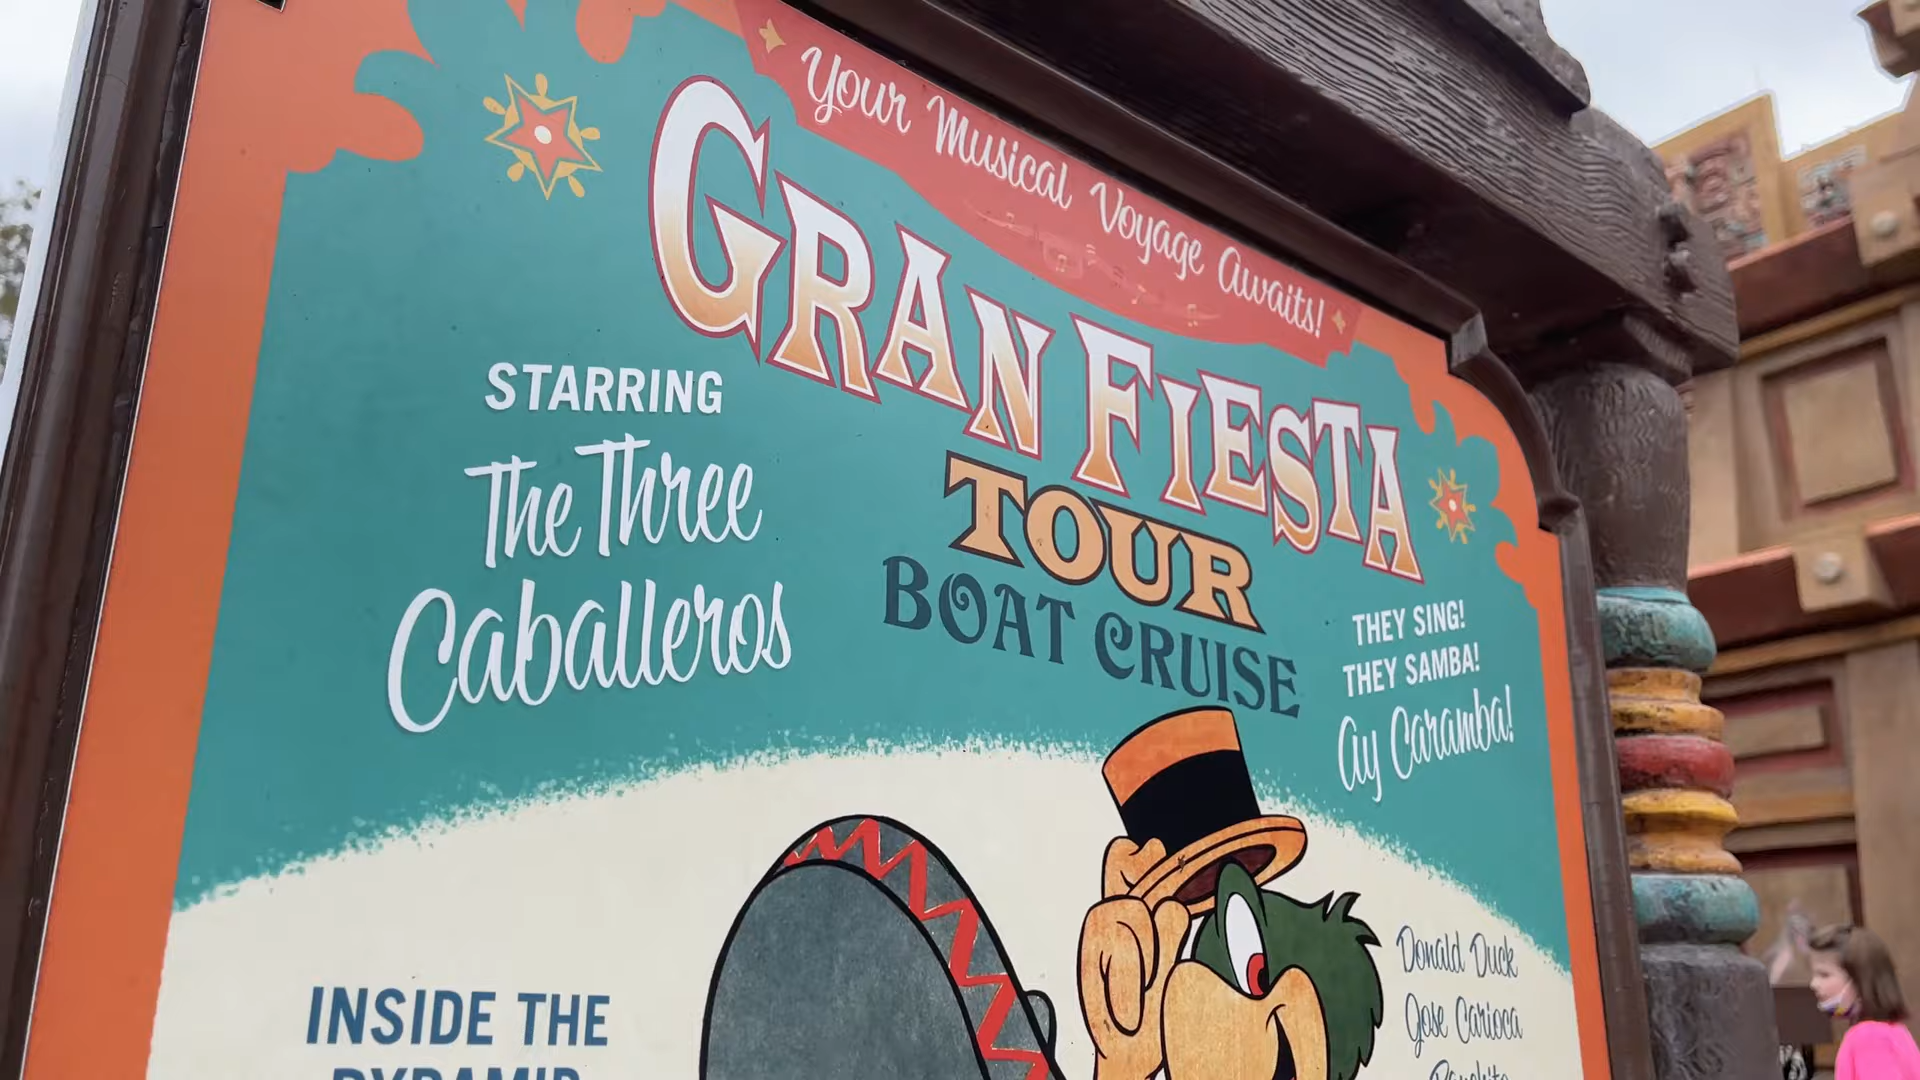 Your Musical Voyage Awaits!
GRAN FIESTA
TOUR
BOAT CRUISE
STARRING
The Three
Caballeros
THEY SING!
THEY SAMBA!
Ay Caramba!
Donald Duck
Jose Carioca
Panchito
INSIDE THE
PYRAMID